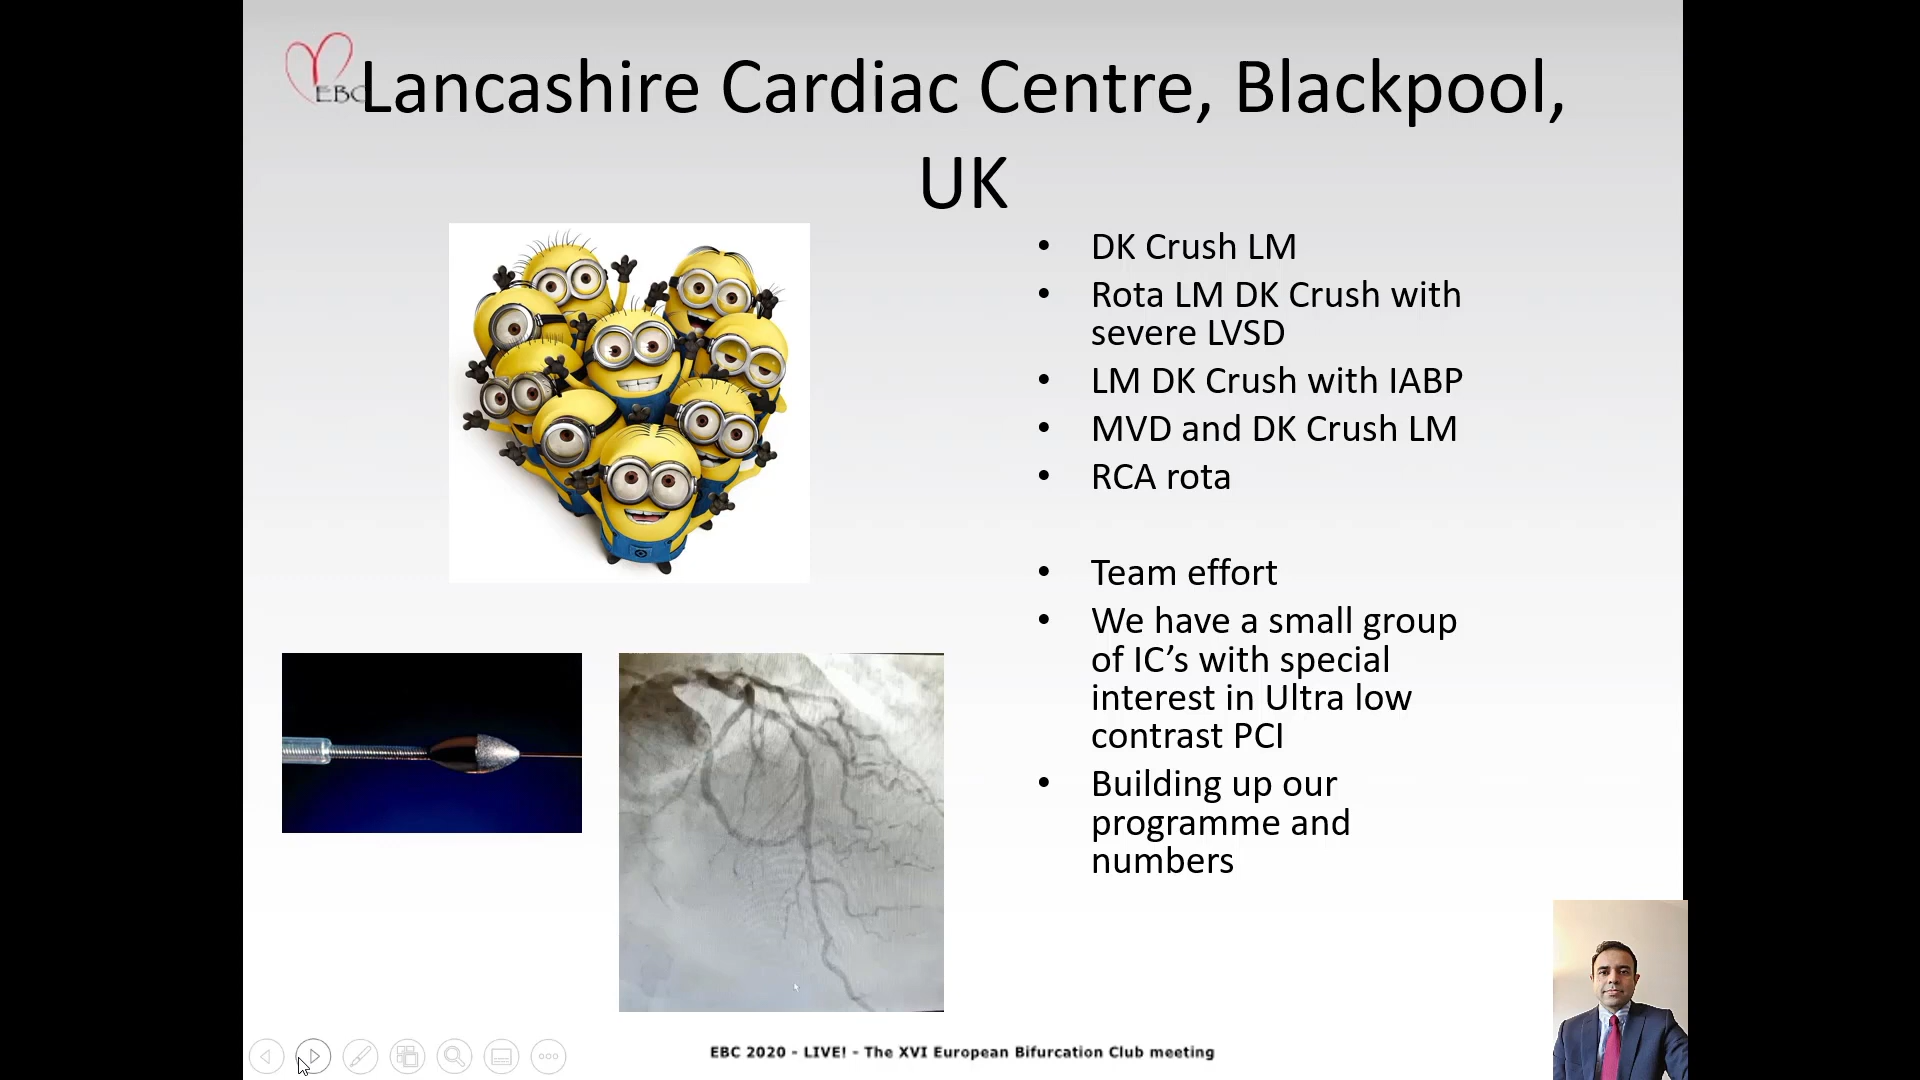 EBC
Lancashire Cardiac Centre, Blackpool,
UK
• DK Crush LM
• Rota LM DK Crush with
severe LVSD
• LM DK Crush with IABP
• MVD and DK Crush LM
• RCA rota
• Team effort
• We have a small group
of IC’s with special
interest in Ultra low
contrast PCI
• Building up our
programme and
numbers
EBC 2020 - LIVE! - The XVI European Bifurcation Club meeting